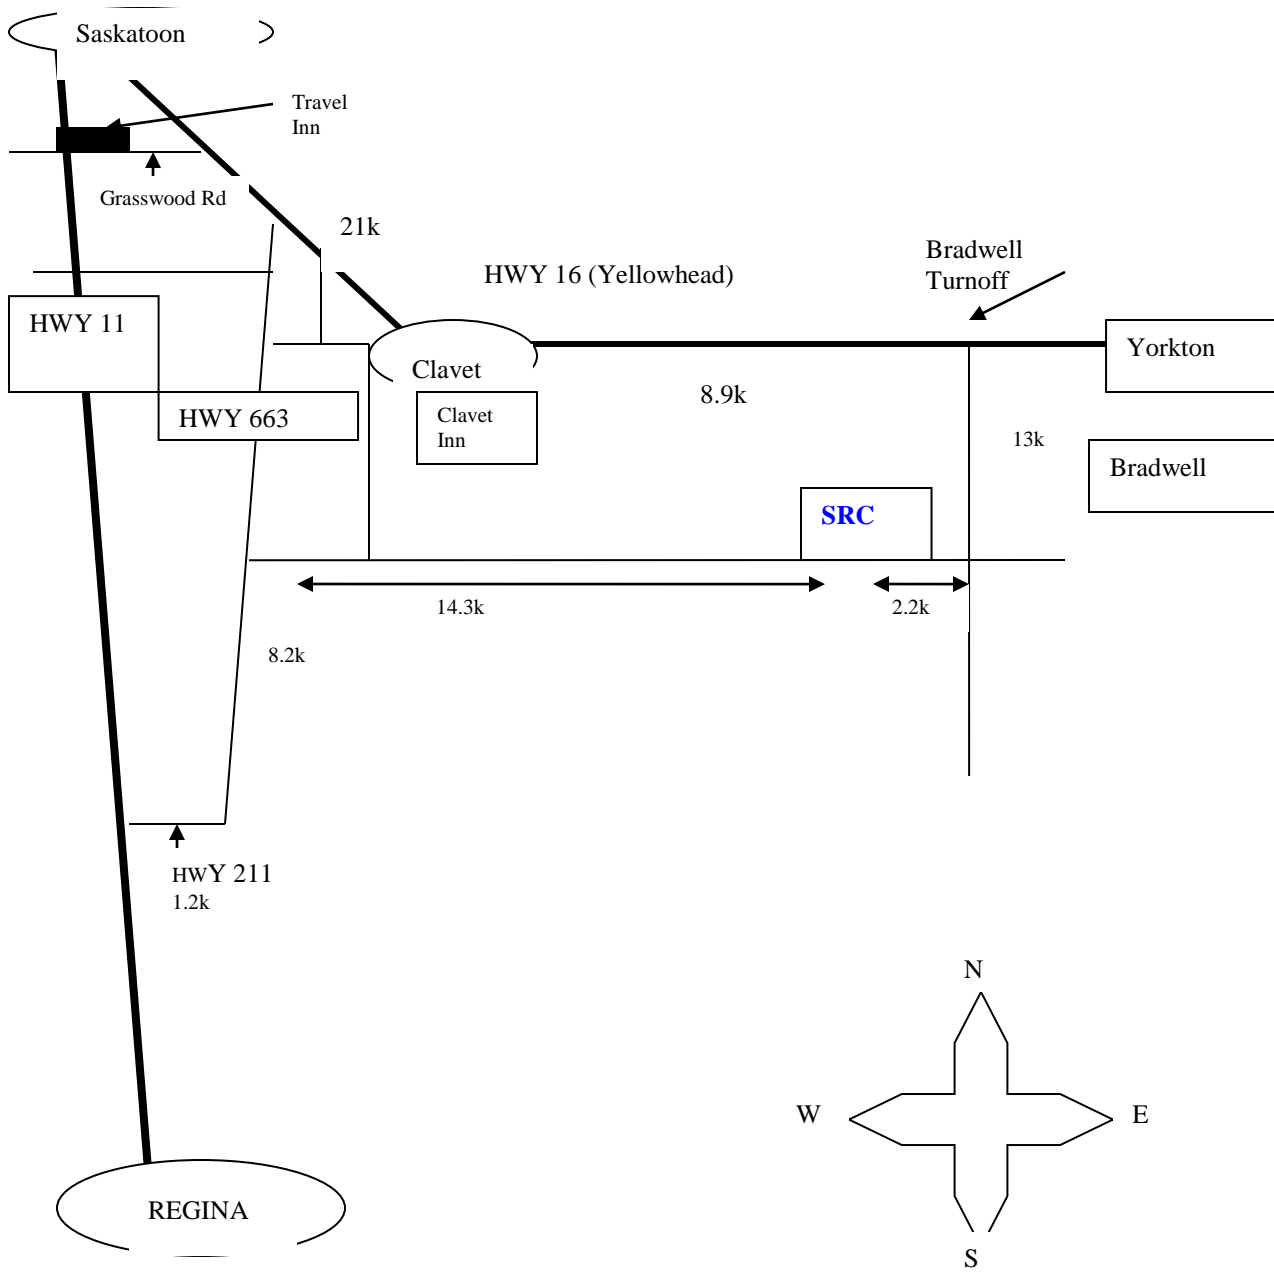 Saskatoon
Travel
Inn
Grasswood Rd
21k
Bradwell
Turnoff
HWY 16 (Yellowhead)
HWY 11
Yorkton
Clavet
8.9k
HWY 663
Clavet
Inn
13k
Bradwell
SRC
14.3k
2.2k
8.2k
HWY 211
1.2k
N
W
E
REGINA
S